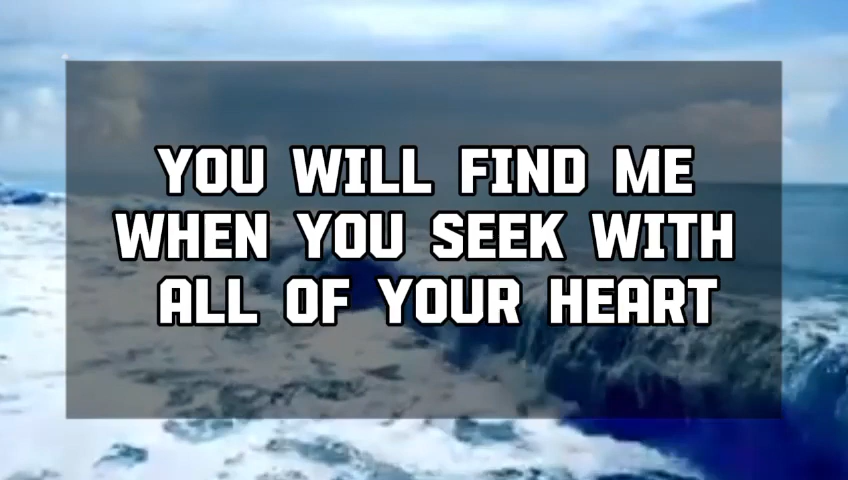 YOU WILL FIND ME
WHEN YOU SEEK WITH
ALL OF YOUR HEART